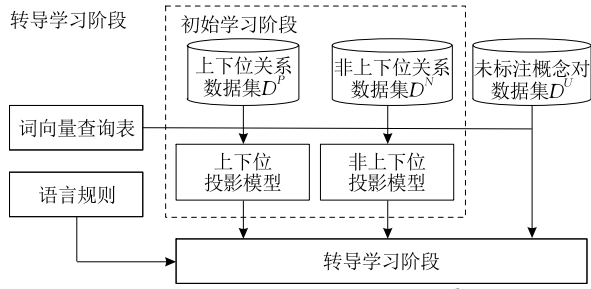 转导学习阶段
初始学习阶段
上下位关系
数据集D^P
非上下位关系
数据集D^N
未标注概念对
数据集D^U
词向量查询表
上下位
投影模型
非上下位
投影模型
语言规则
转导学习阶段